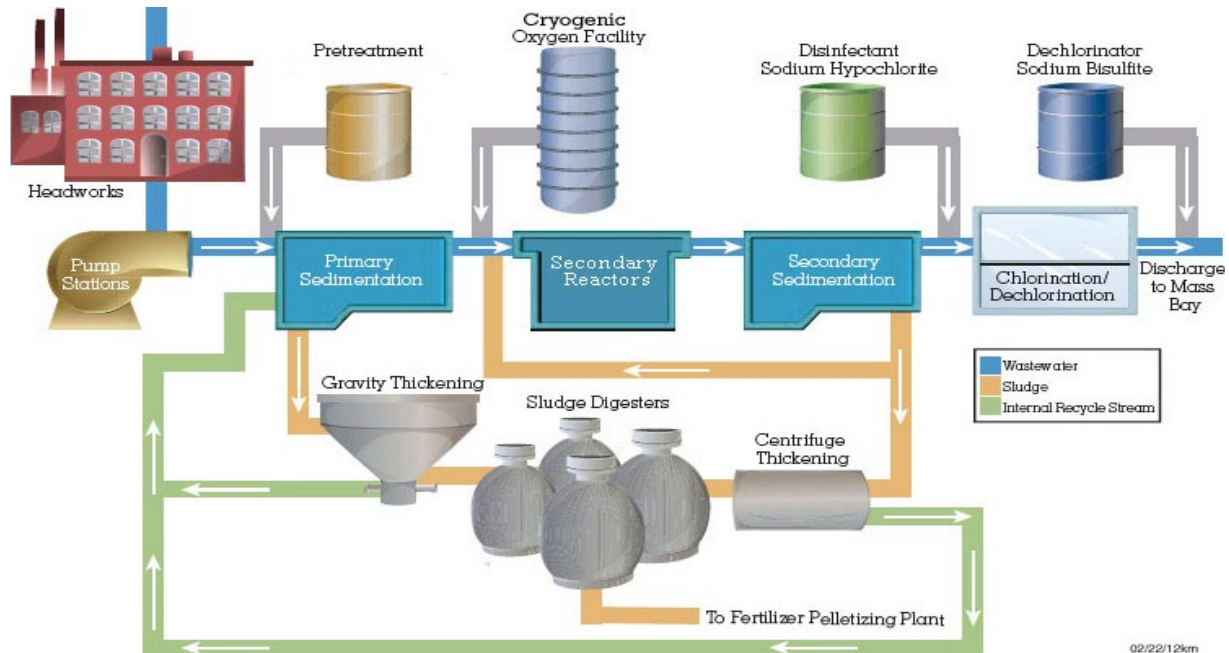 Cryogenic
Oxygen Facility
Pretreatment
Disinfectant
Sodium Hypochlorite
Dechlorinator
Sodium Bisulfite
Headworks
Pump
Stations
Primary
Sedimentation
Secondary
Reactors
Secondary
Sedimentation
Chlorination/
Dechlorination
Discharge
to Mass
Bay
Wastewater
Sludge
Internal Recycle Stream
Gravity Thickening
Sludge Digesters
Centrifuge
Thickening
To Fertilizer Pelletizing Plant
02/22/12km